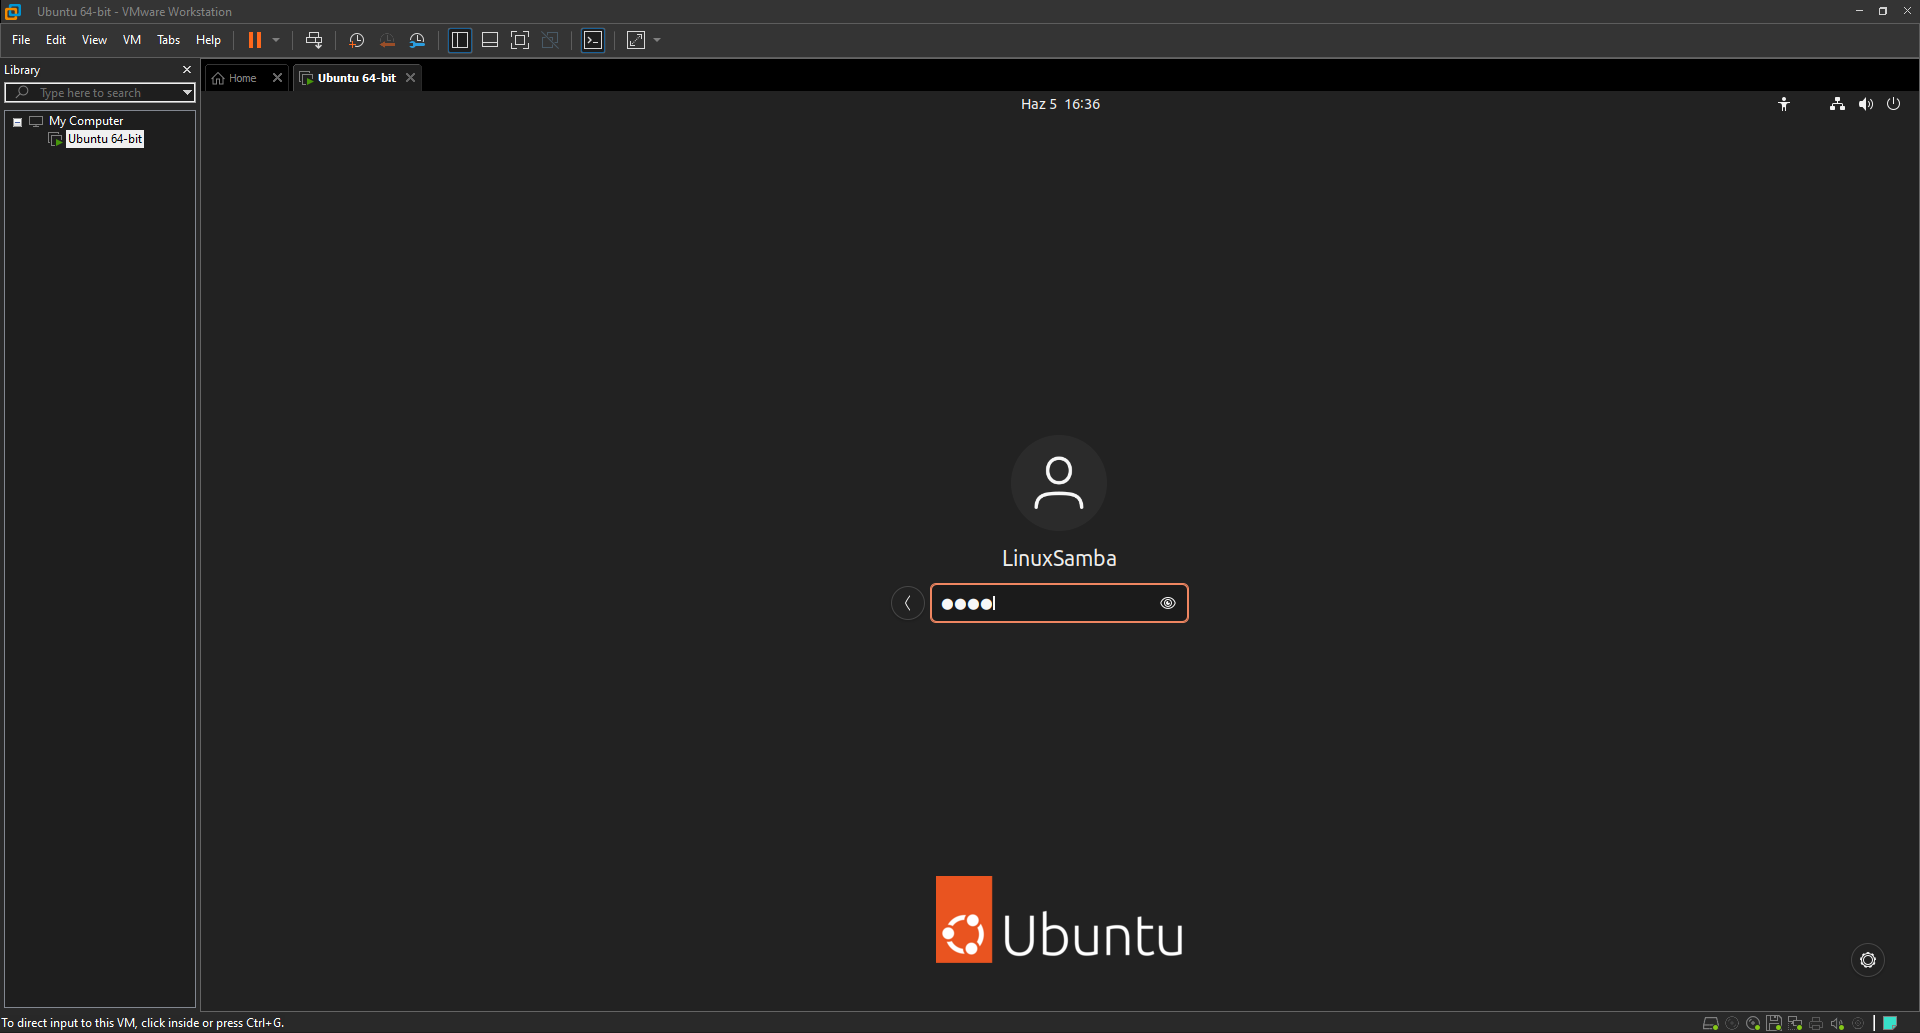 Ubuntu 64-bit - VMware Workstation
File Edit View VM Tabs Help
Library
Type here to search
My Computer
Ubuntu 64-bit
Home
Ubuntu 64-bit
Haz 5 16:36
LinuxSamba
Ubuntu
To direct input to this VM, click inside or press Ctrl+G.